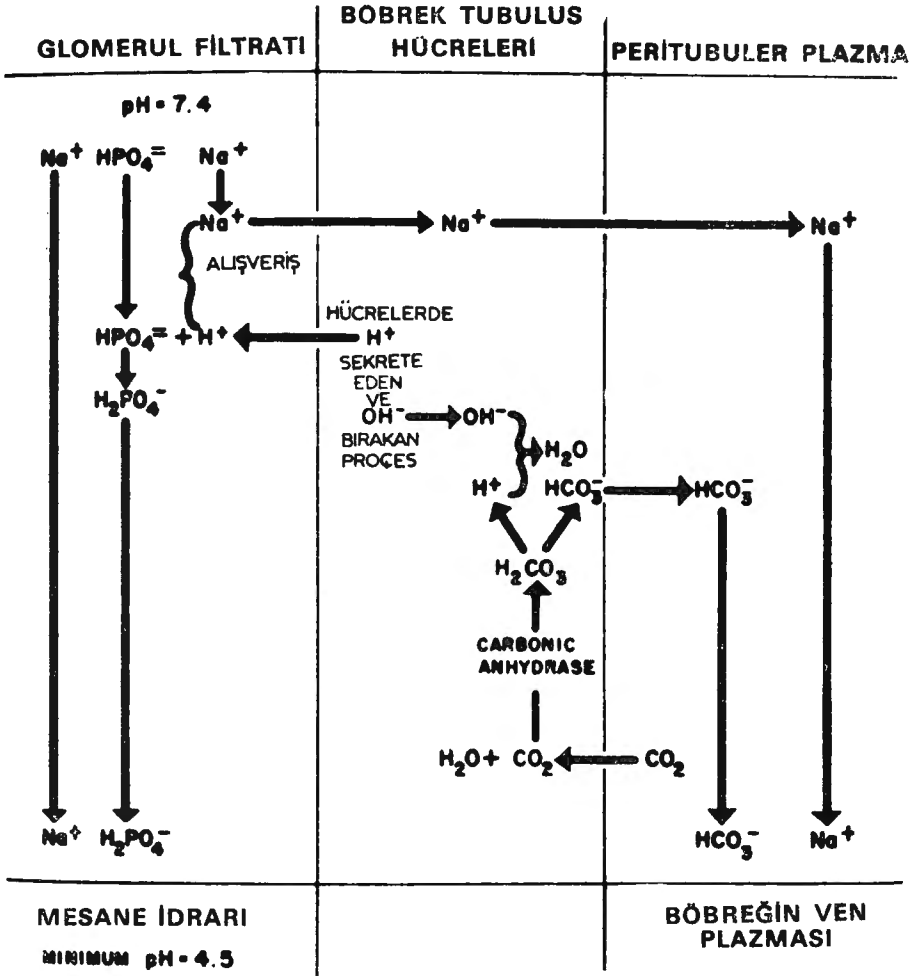 GLOMERUL FİLTRATI
BÖBREK TUBULUS
HÜCRELERİ
PERİTUBULER PLAZMA
pH = 7.4
Na⁺ HPO₄⁼ Na⁺
Na⁺ Na⁺ Na⁺
ALIŞVERİŞ
HÜCRELERDE
HPO₄⁼ + H⁺ H⁺
SEKRETE
EDEN VE
H₂PO₄⁻
OH⁻ OH⁻
BIRAKAN
PROÇES
H₂O
H⁺ HCO₃⁻ HCO₃⁻
H₂CO₃
CARBONIC
ANHYDRASE
H₂O + CO₂ CO₂
Na⁺ H₂PO₄⁻ HCO₃⁻ Na⁺
MESANE İDRARI
MINIMUM pH = 4.5
BÖBREĞİN VEN
PLAZMASI